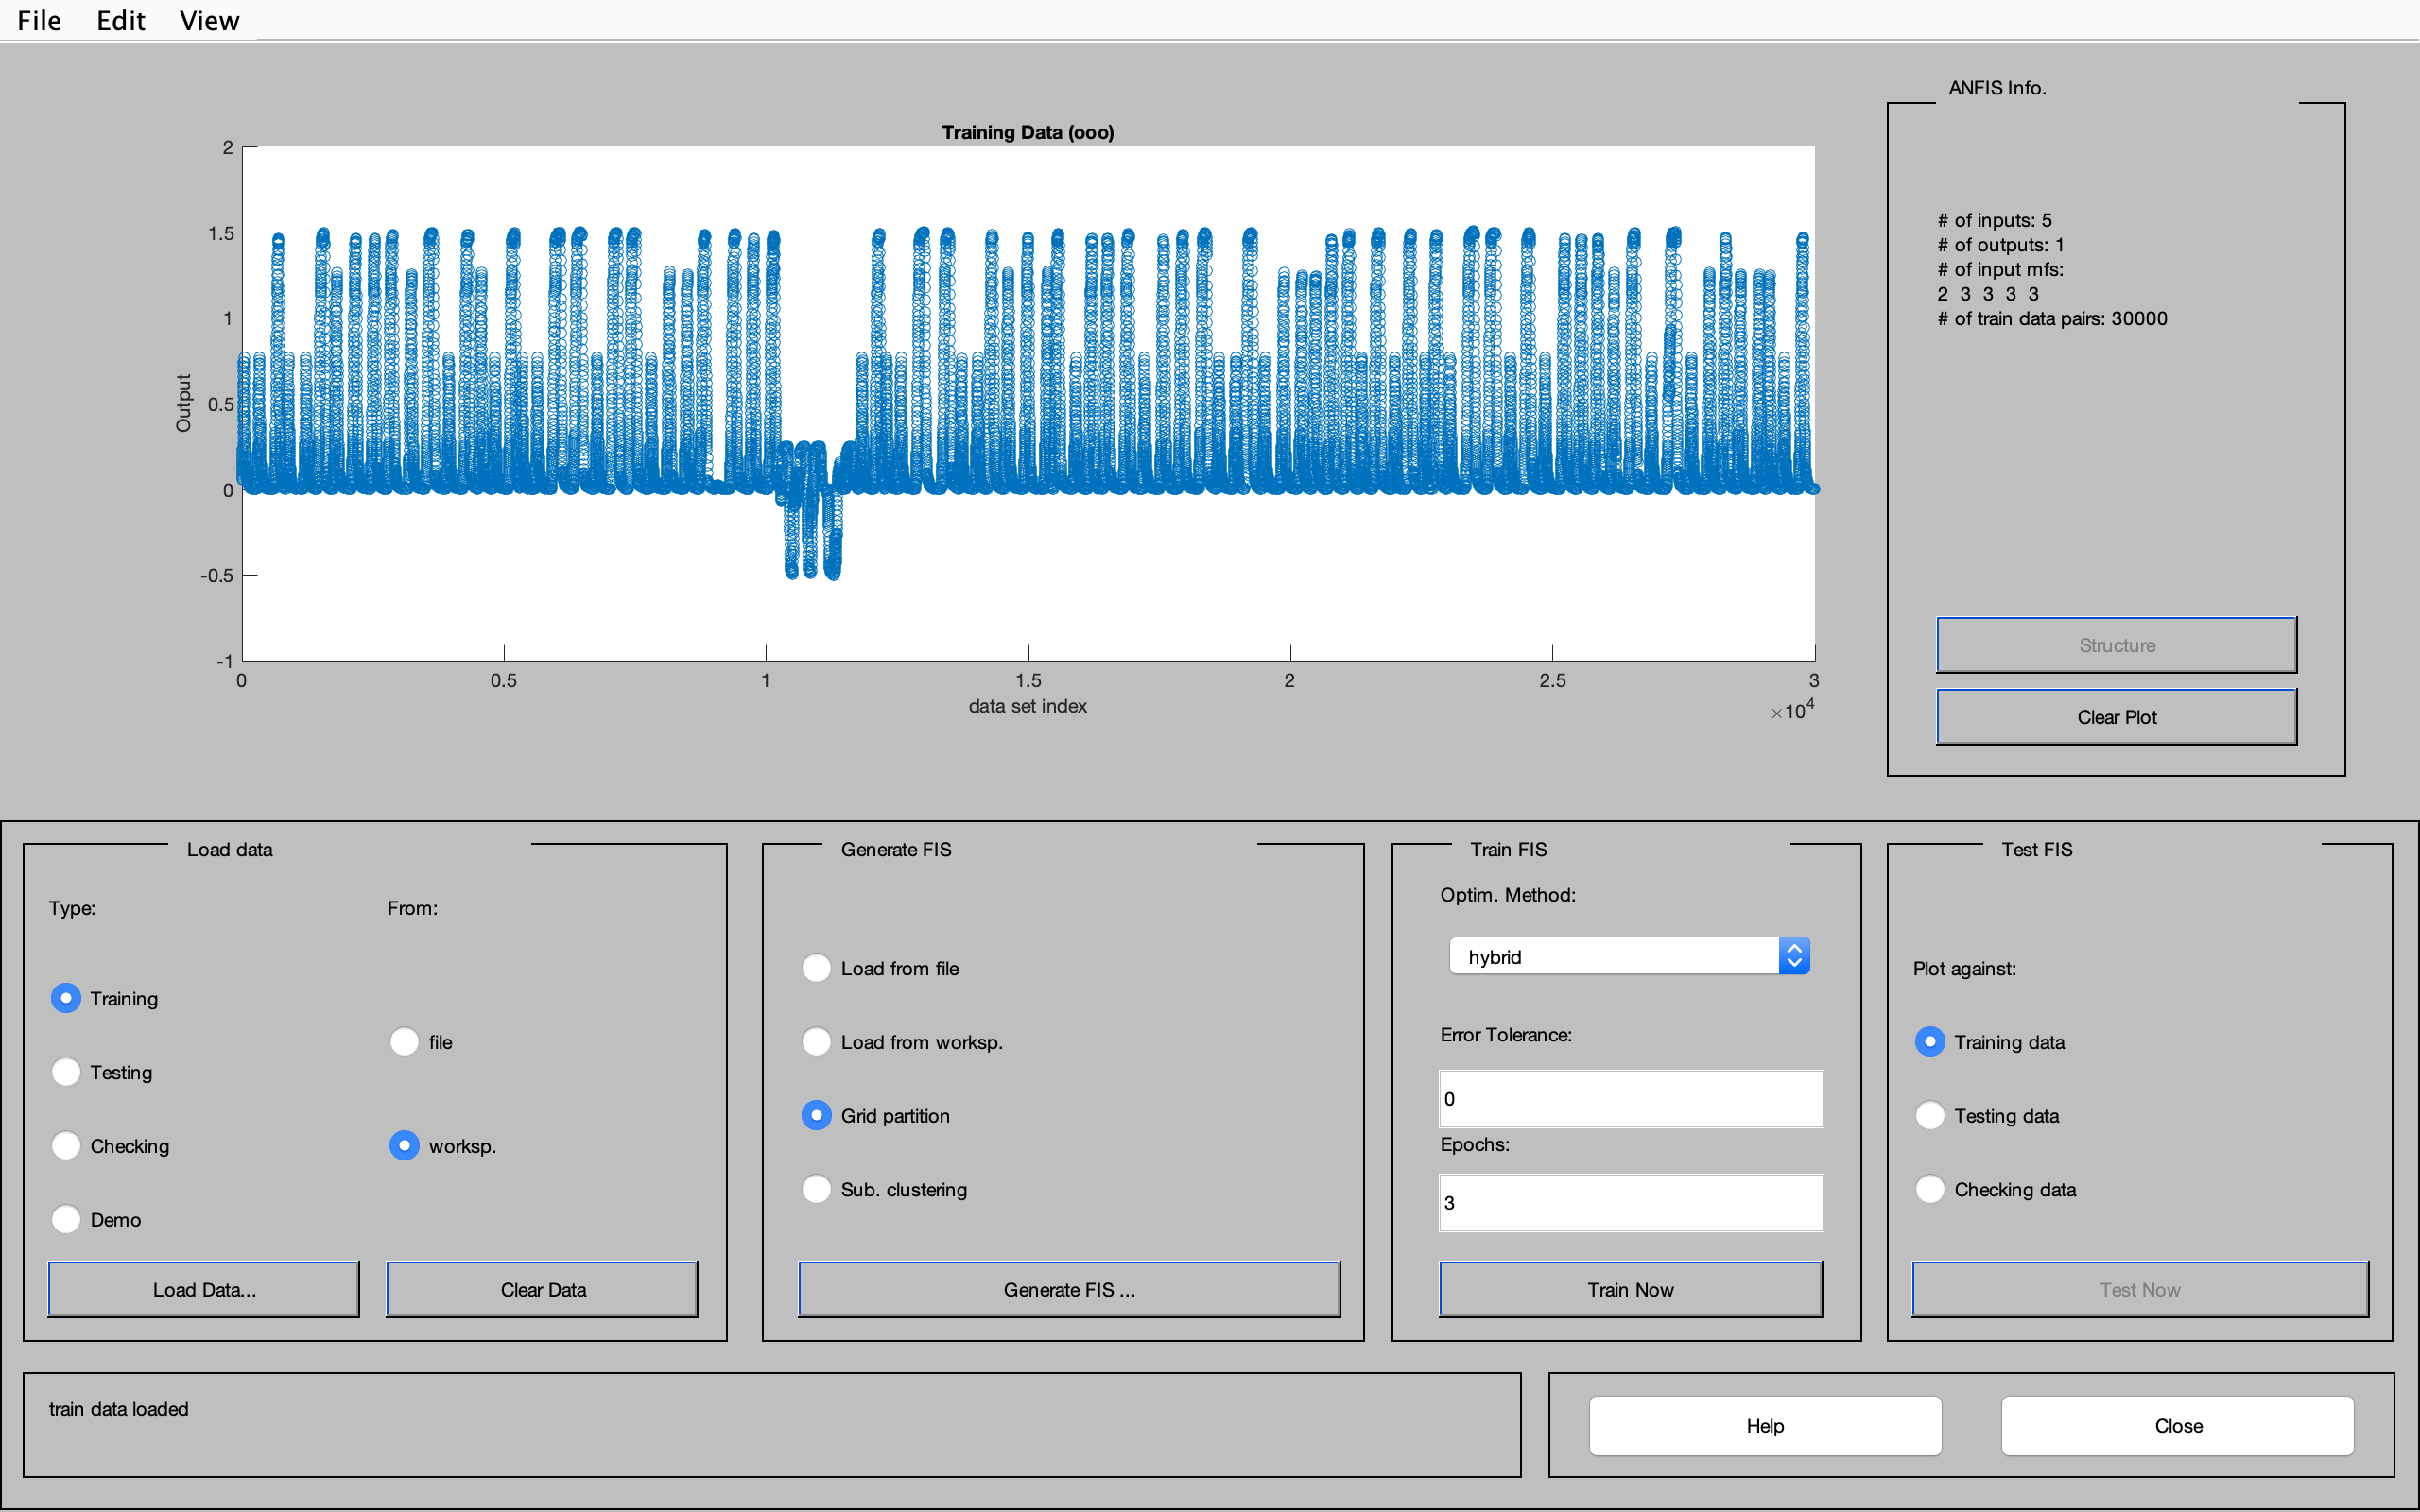 File Edit View
ANFIS Info.
# of inputs: 5
# of outputs: 1
# of input mfs:
2 3 3 3 3
# of train data pairs: 30000
Structure
Clear Plot
Training Data (ooo)
2
1.5
1
0.5
0
-0.5
-1
Output
0 0.5 1 1.5 2 2.5 3
data set index
×10⁴
Load data
Type:
From:
Training
Testing
Checking
Demo
file
worksp.
Load Data...
Clear Data
Generate FIS
Load from file
Load from worksp.
Grid partition
Sub. clustering
Generate FIS ...
Train FIS
Optim. Method:
hybrid
Error Tolerance:
0
Epochs:
3
Train Now
Test FIS
Plot against:
Training data
Testing data
Checking data
Test Now
train data loaded
Help
Close